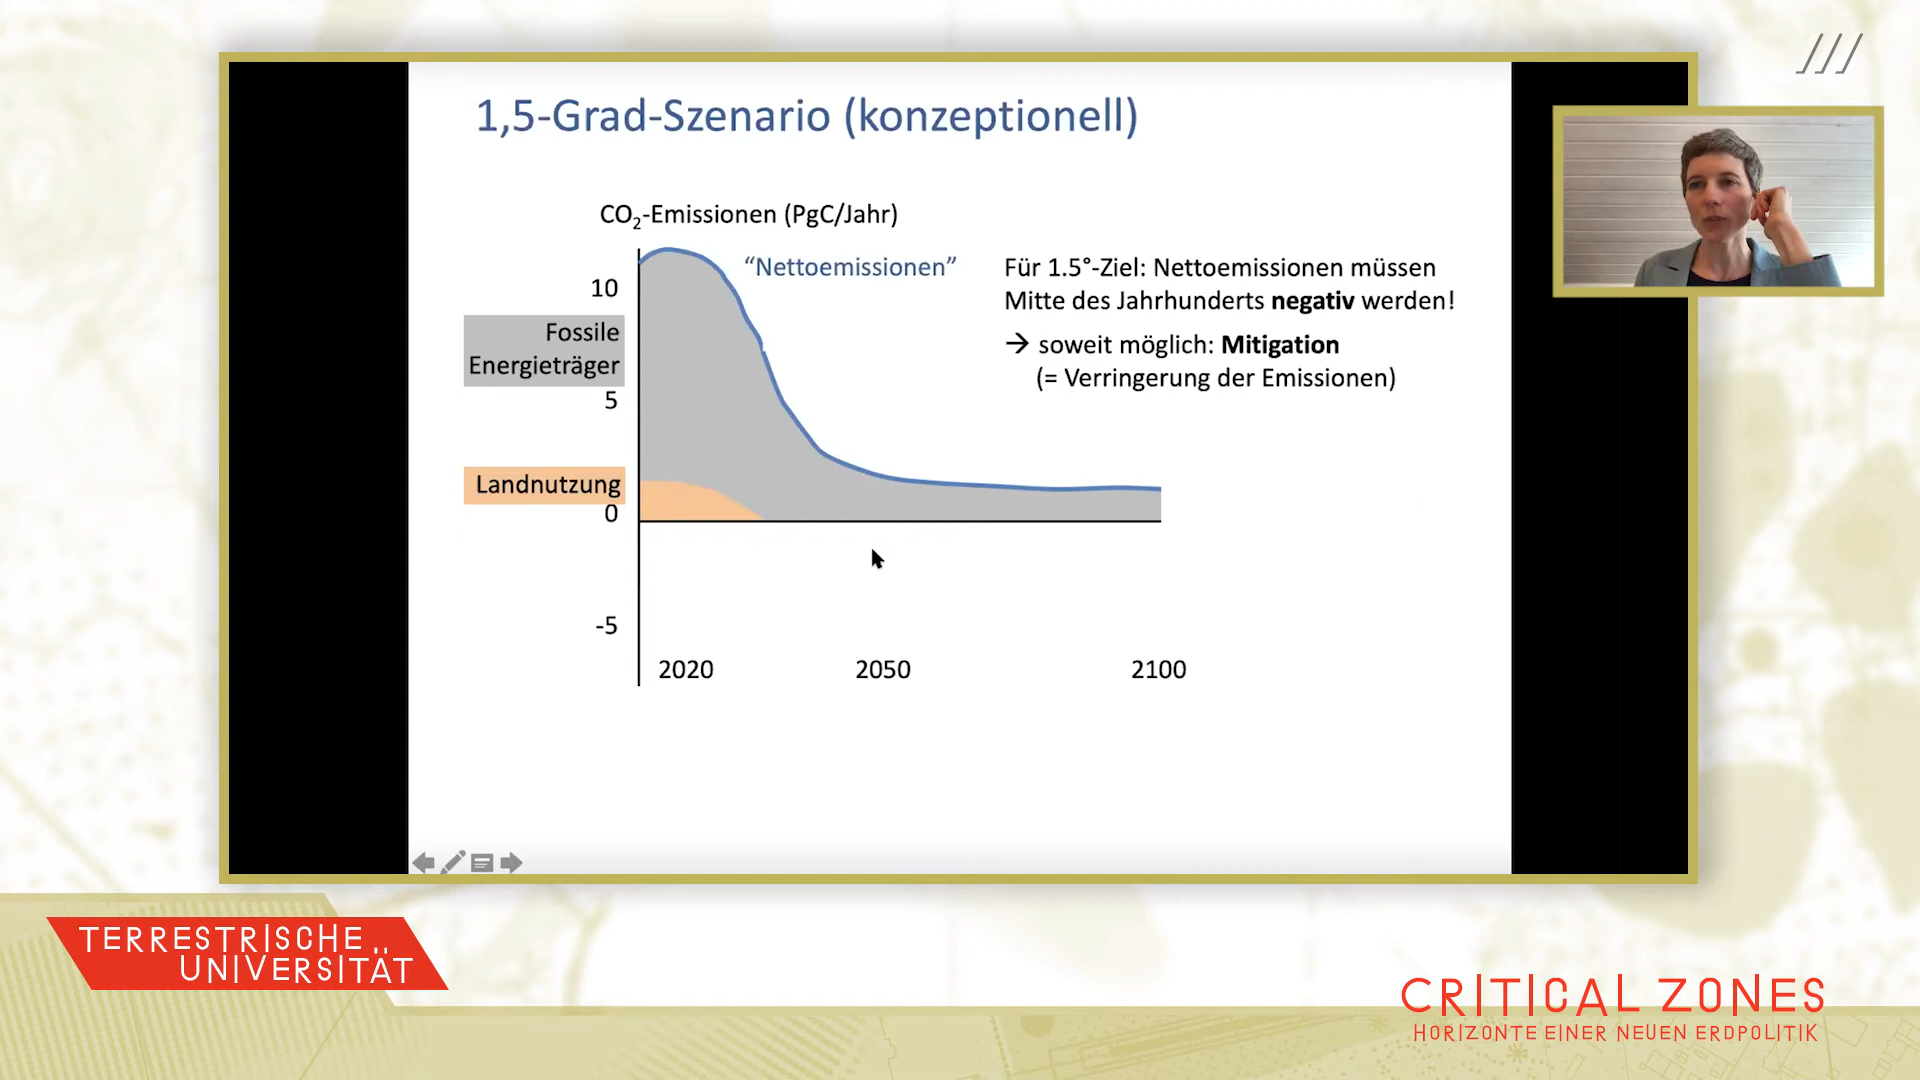 1,5-Grad-Szenario (konzeptionell)
CO₂-Emissionen (PgC/Jahr)
“Nettoemissionen”
10
Fossile
Energieträger
5
Landnutzung
0
-5
2020
2050
2100
Für 1.5°-Ziel: Nettoemissionen müssen
Mitte des Jahrhunderts negativ werden!
→ soweit möglich: Mitigation
(= Verringerung der Emissionen)
TERRESTRISCHE
UNIVERSITÄT
CRITICAL ZONES
HORIZONTE EINER NEUEN ERDPOLITIK